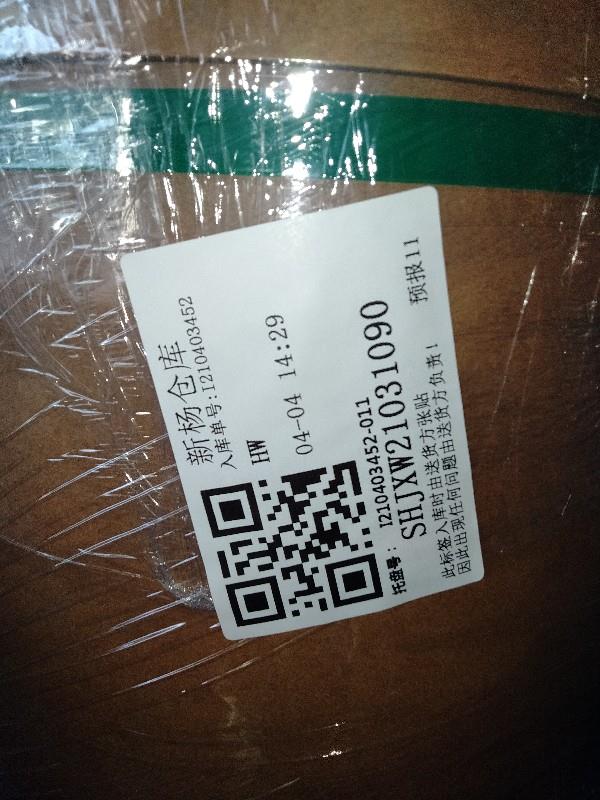 新杨仓库
入库单号:I210403452
HW
04-04 14:29
托盘号: I210403452-011
SHJXW21031090
预报11
此标签入库时由送货方张贴
因此出现任何问题由送货方负责!